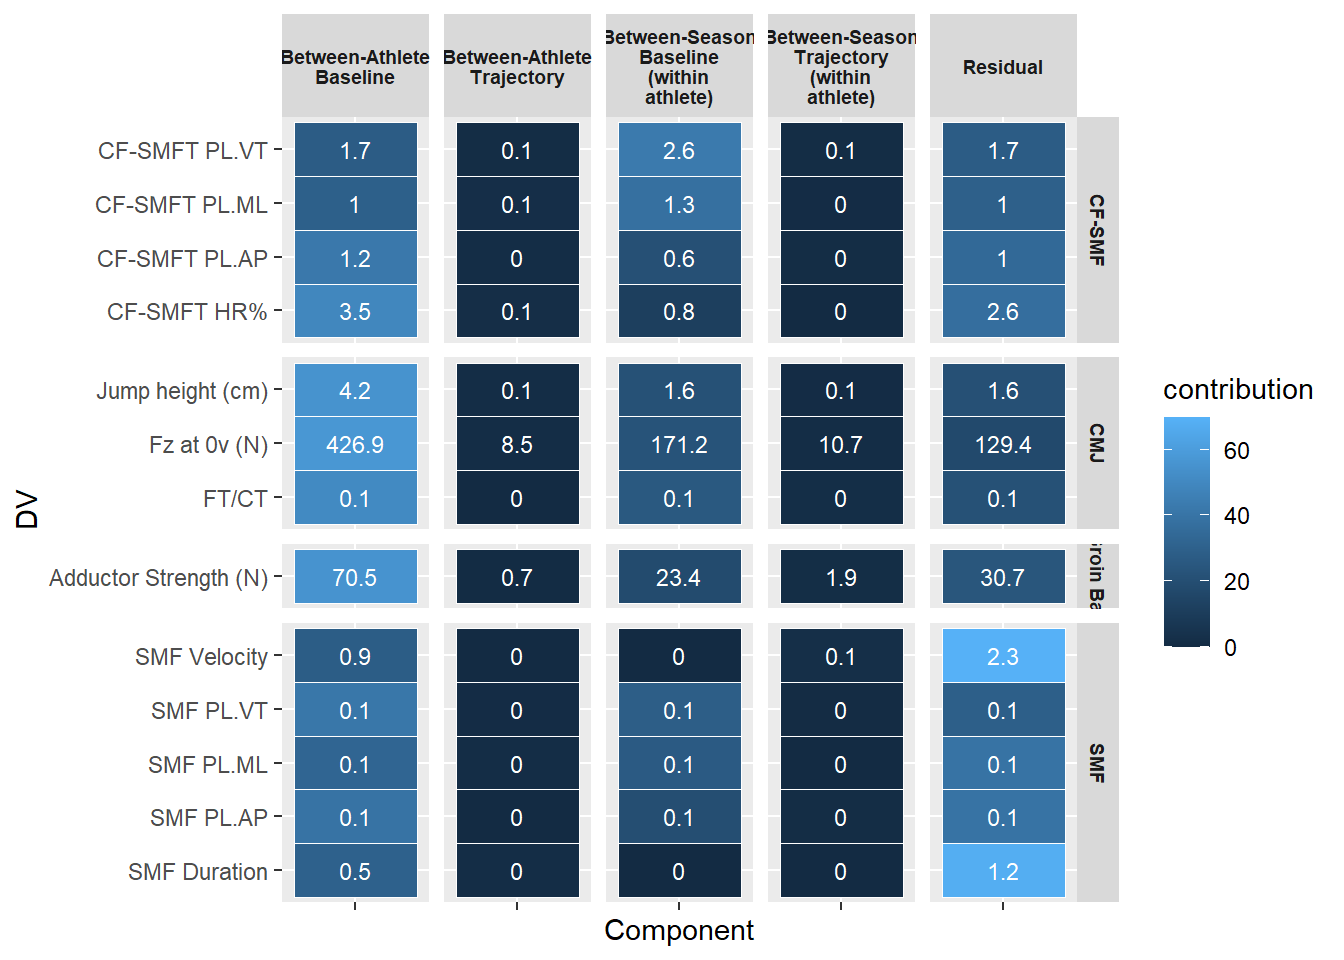 Between-Athlete
Baseline
Between-Athlete
Trajectory
Between-Season
Baseline
(within
athlete)
Between-Season
Trajectory
(within
athlete)
Residual
CF-SMFT PL.VT 1.7 0.1 2.6 0.1 1.7
CF-SMFT PL.ML 1 0.1 1.3 0 1
CF-SMFT PL.AP 1.2 0 0.6 0 1
CF-SMFT HR% 3.5 0.1 0.8 0 2.6
CF-SMF
Jump height (cm) 4.2 0.1 1.6 0.1 1.6
Fz at 0v (N) 426.9 8.5 171.2 10.7 129.4
FT/CT 0.1 0 0.1 0 0.1
CMJ
Adductor Strength (N) 70.5 0.7 23.4 1.9 30.7
Groin Ba
SMF Velocity 0.9 0 0 0.1 2.3
SMF PL.VT 0.1 0 0.1 0 0.1
SMF PL.ML 0.1 0 0.1 0 0.1
SMF PL.AP 0.1 0 0.1 0 0.1
SMF Duration 0.5 0 0 0 1.2
SMF
DV
Component
contribution
60
40
20
0